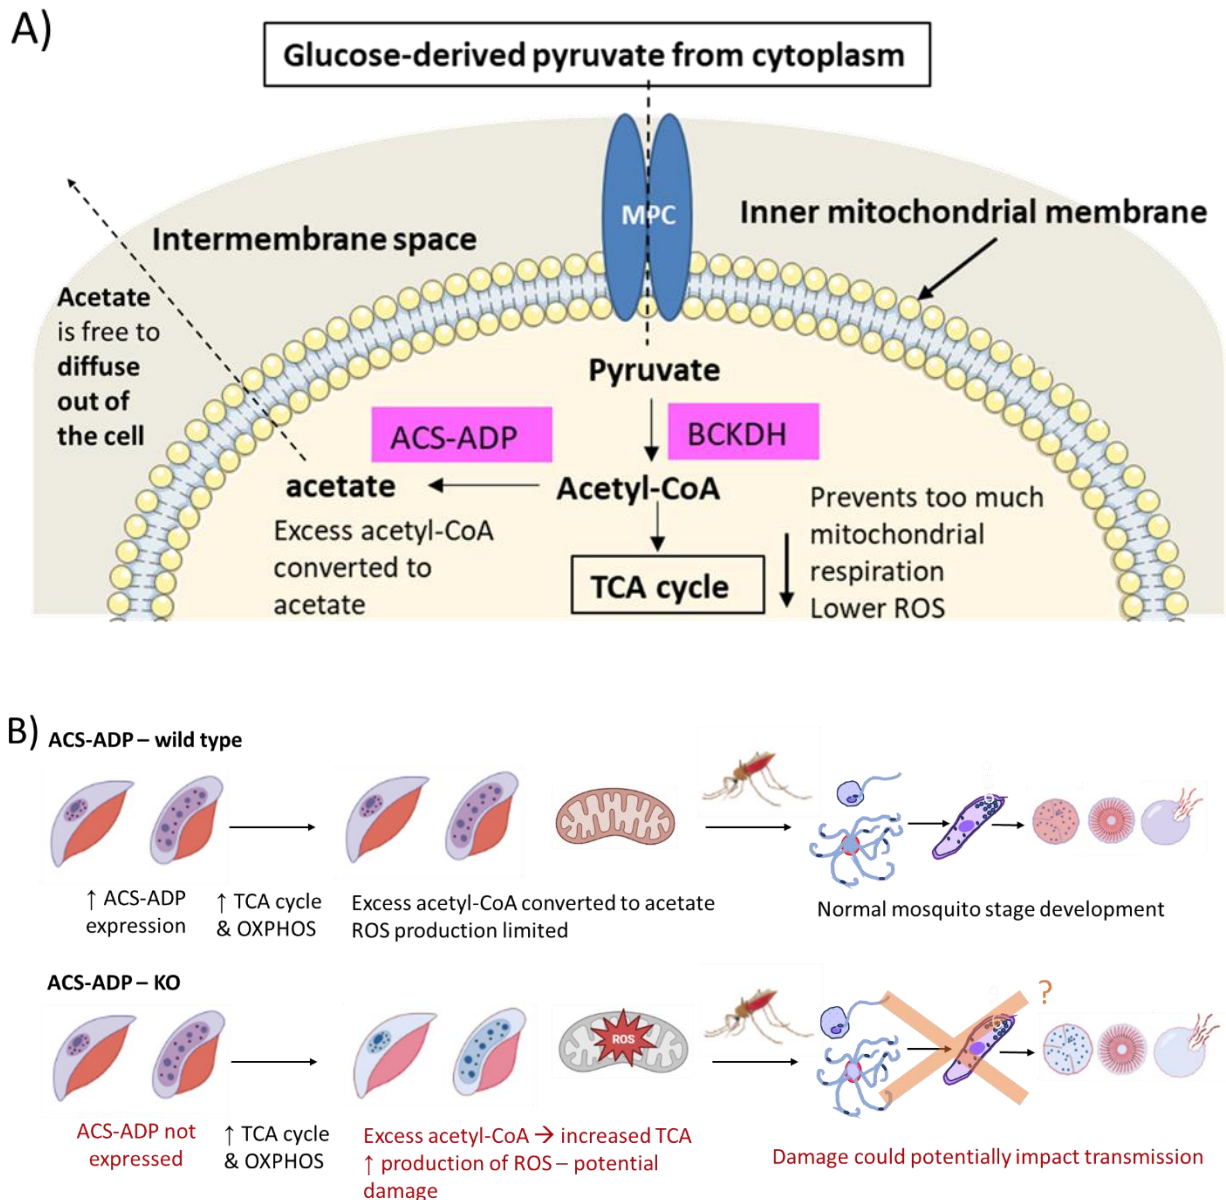 A)
Glucose-derived pyruvate from cytoplasm
MPC
Inner mitochondrial membrane
Intermembrane space
Acetate
is free to
diffuse
out of
the cell
Pyruvate
ACS-ADP
BCKDH
acetate
Acetyl-CoA
Excess acetyl-CoA
converted to
acetate
TCA cycle
Prevents too much
mitochondrial
respiration
Lower ROS
B)
ACS-ADP – wild type
↑ ACS-ADP
expression
↑ TCA cycle
& OXPHOS
Excess acetyl-CoA converted to acetate
ROS production limited
Normal mosquito stage development
ACS-ADP – KO
ROS
?
ACS-ADP not
expressed
↑ TCA cycle
& OXPHOS
Excess acetyl-CoA → increased TCA
↑ production of ROS – potential
damage
Damage could potentially impact transmission